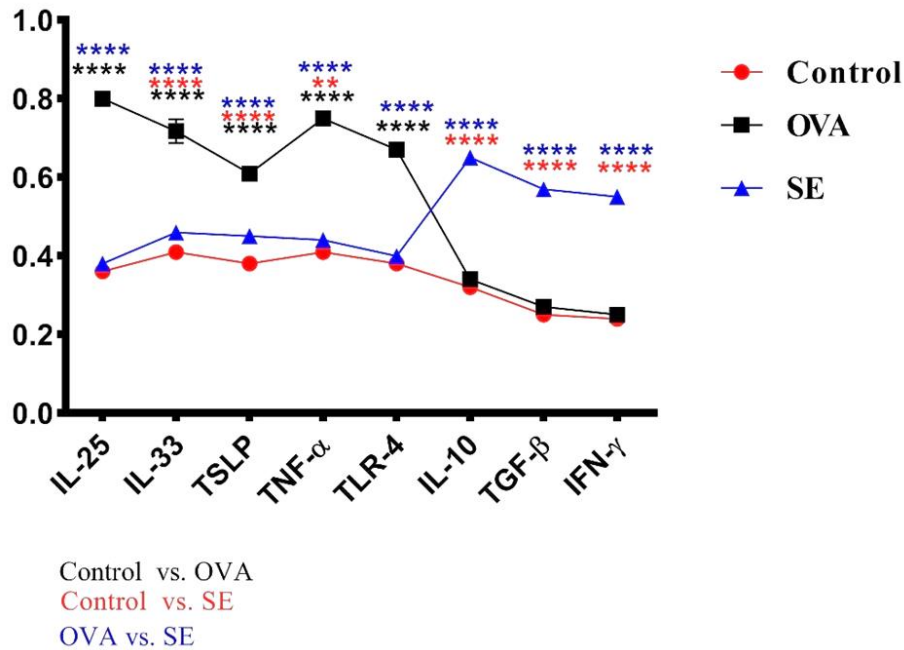 1.0
0.8
0.6
0.4
0.2
0.0
****
****
****
****
****
****
****
****
****
**
****
****
****
****
****
****
****
****
****
IL-25
IL-33
TSLP
TNF-α
TLR-4
IL-10
TGF-β
IFN-γ
Control
OVA
SE
Control vs. OVA
Control vs. SE
OVA vs. SE